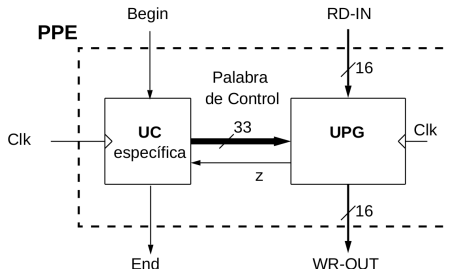 Begin
RD-IN
PPE
16
Palabra
de Control
Clk
UC
específica
33
UPG
Clk
z
16
End
WR-OUT